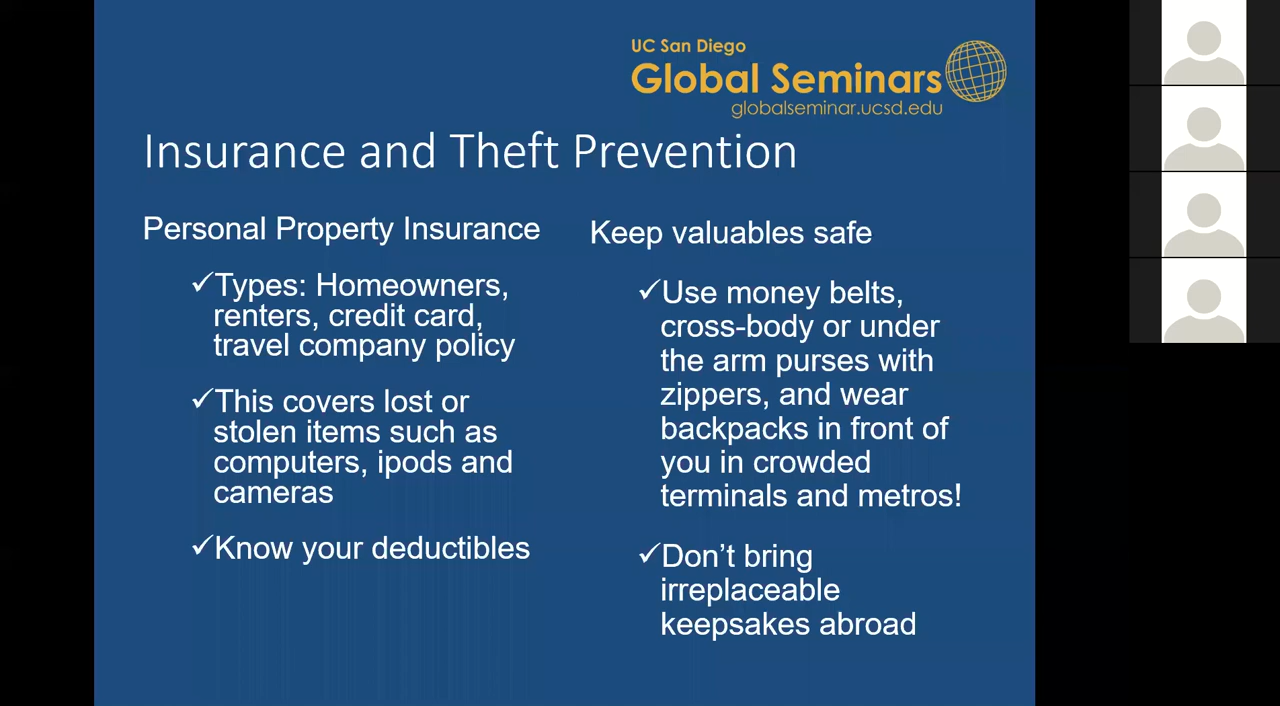 UC San Diego
Global Seminars
globalseminar.ucsd.edu
Insurance and Theft Prevention
Personal Property Insurance
✓Types: Homeowners,
renters, credit card,
travel company policy
✓This covers lost or
stolen items such as
computers, ipods and
cameras
✓Know your deductibles
Keep valuables safe
✓Use money belts,
cross-body or under
the arm purses with
zippers, and wear
backpacks in front of
you in crowded
terminals and metros!
✓Don’t bring
irreplaceable
keepsakes abroad